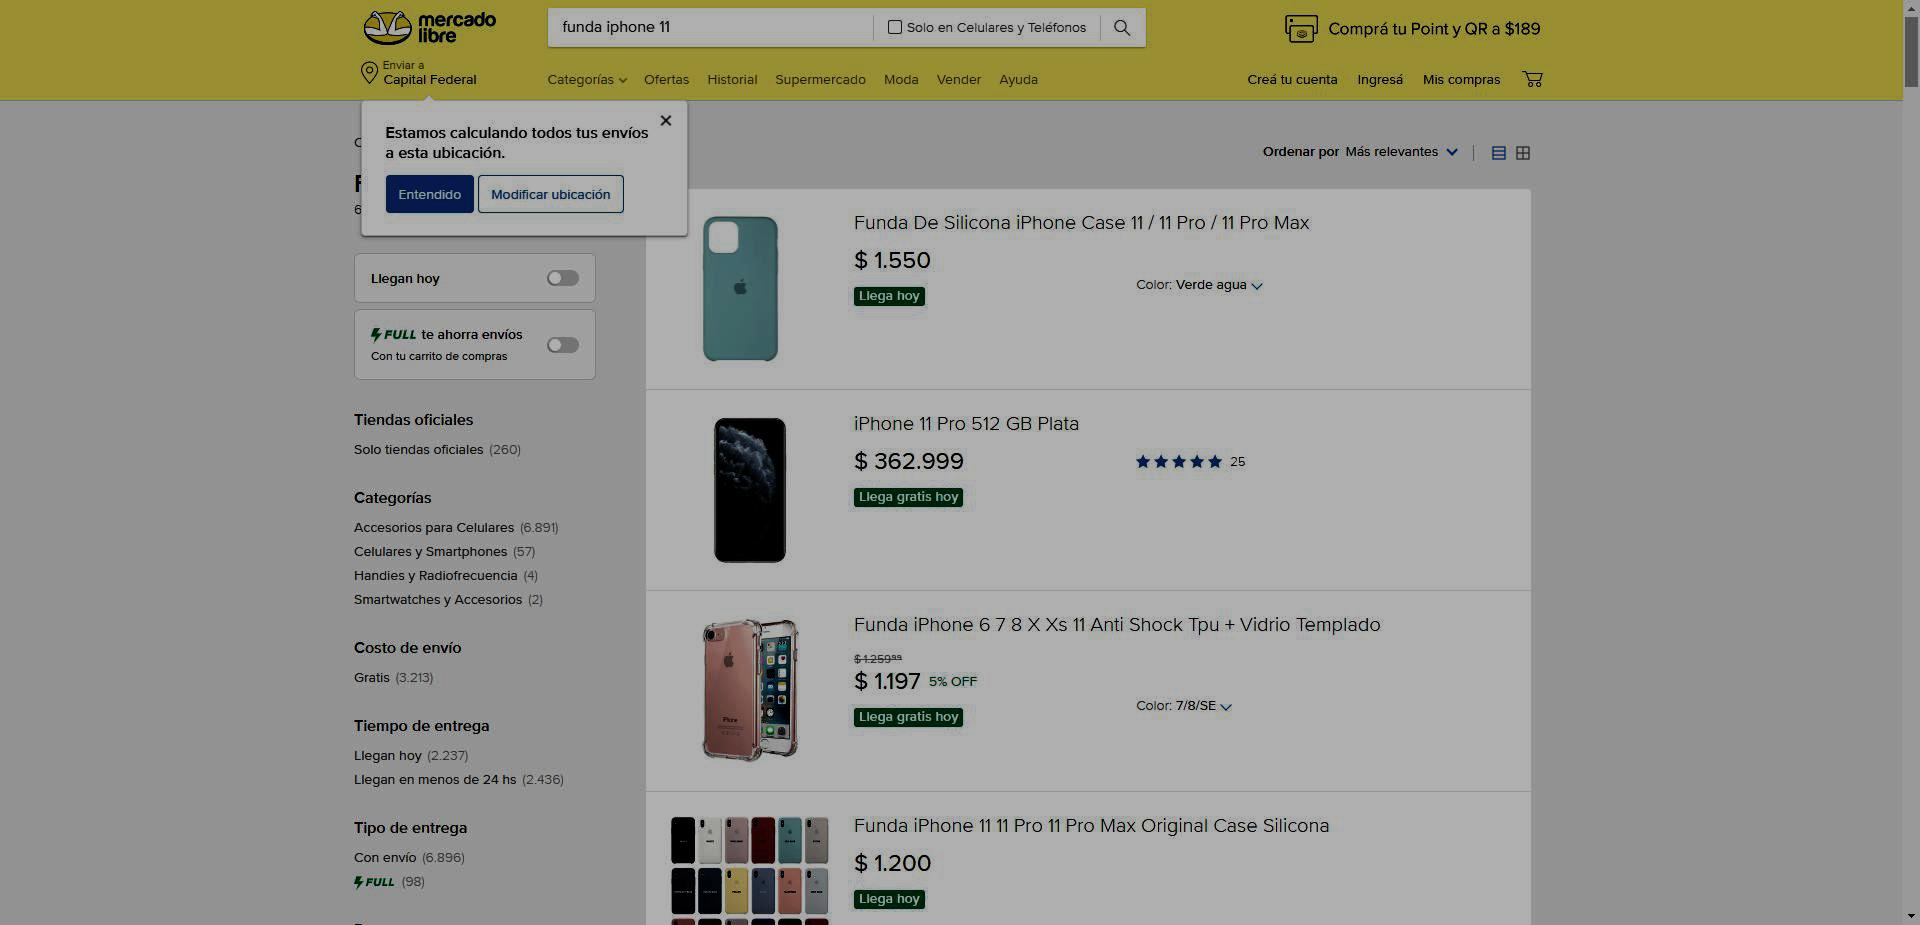 mercado
libre
funda iphone 11
Solo en Celulares y Teléfonos
Comprá tu Point y QR a $189
Enviar a
Capital Federal
Categorías
Ofertas
Historial
Supermercado
Moda
Vender
Ayuda
Creá tu cuenta
Ingresá
Mis compras
Estamos calculando todos tus envíos
a esta ubicación.
Entendido
Modificar ubicación
Ordenar por Más relevantes
Llegan hoy
FULL te ahorra envíos
Con tu carrito de compras
Tiendas oficiales
Solo tiendas oficiales (260)
Categorías
Accesorios para Celulares (6.891)
Celulares y Smartphones (57)
Handies y Radiofrecuencia (4)
Smartwatches y Accesorios (2)
Costo de envío
Gratis (3.213)
Tiempo de entrega
Llegan hoy (2.237)
Llegan en menos de 24 hs (2.436)
Tipo de entrega
Con envío (6.896)
FULL (98)
Funda De Silicona iPhone Case 11 / 11 Pro / 11 Pro Max
$ 1.550
Llega hoy
Color: Verde agua
iPhone 11 Pro 512 GB Plata
$ 362.999
25
Llega gratis hoy
Funda iPhone 6 7 8 X Xs 11 Anti Shock Tpu + Vidrio Templado
$ 1.259⁹⁹
$ 1.197 5% OFF
Llega gratis hoy
Color: 7/8/SE
Funda iPhone 11 11 Pro 11 Pro Max Original Case Silicona
$ 1.200
Llega hoy